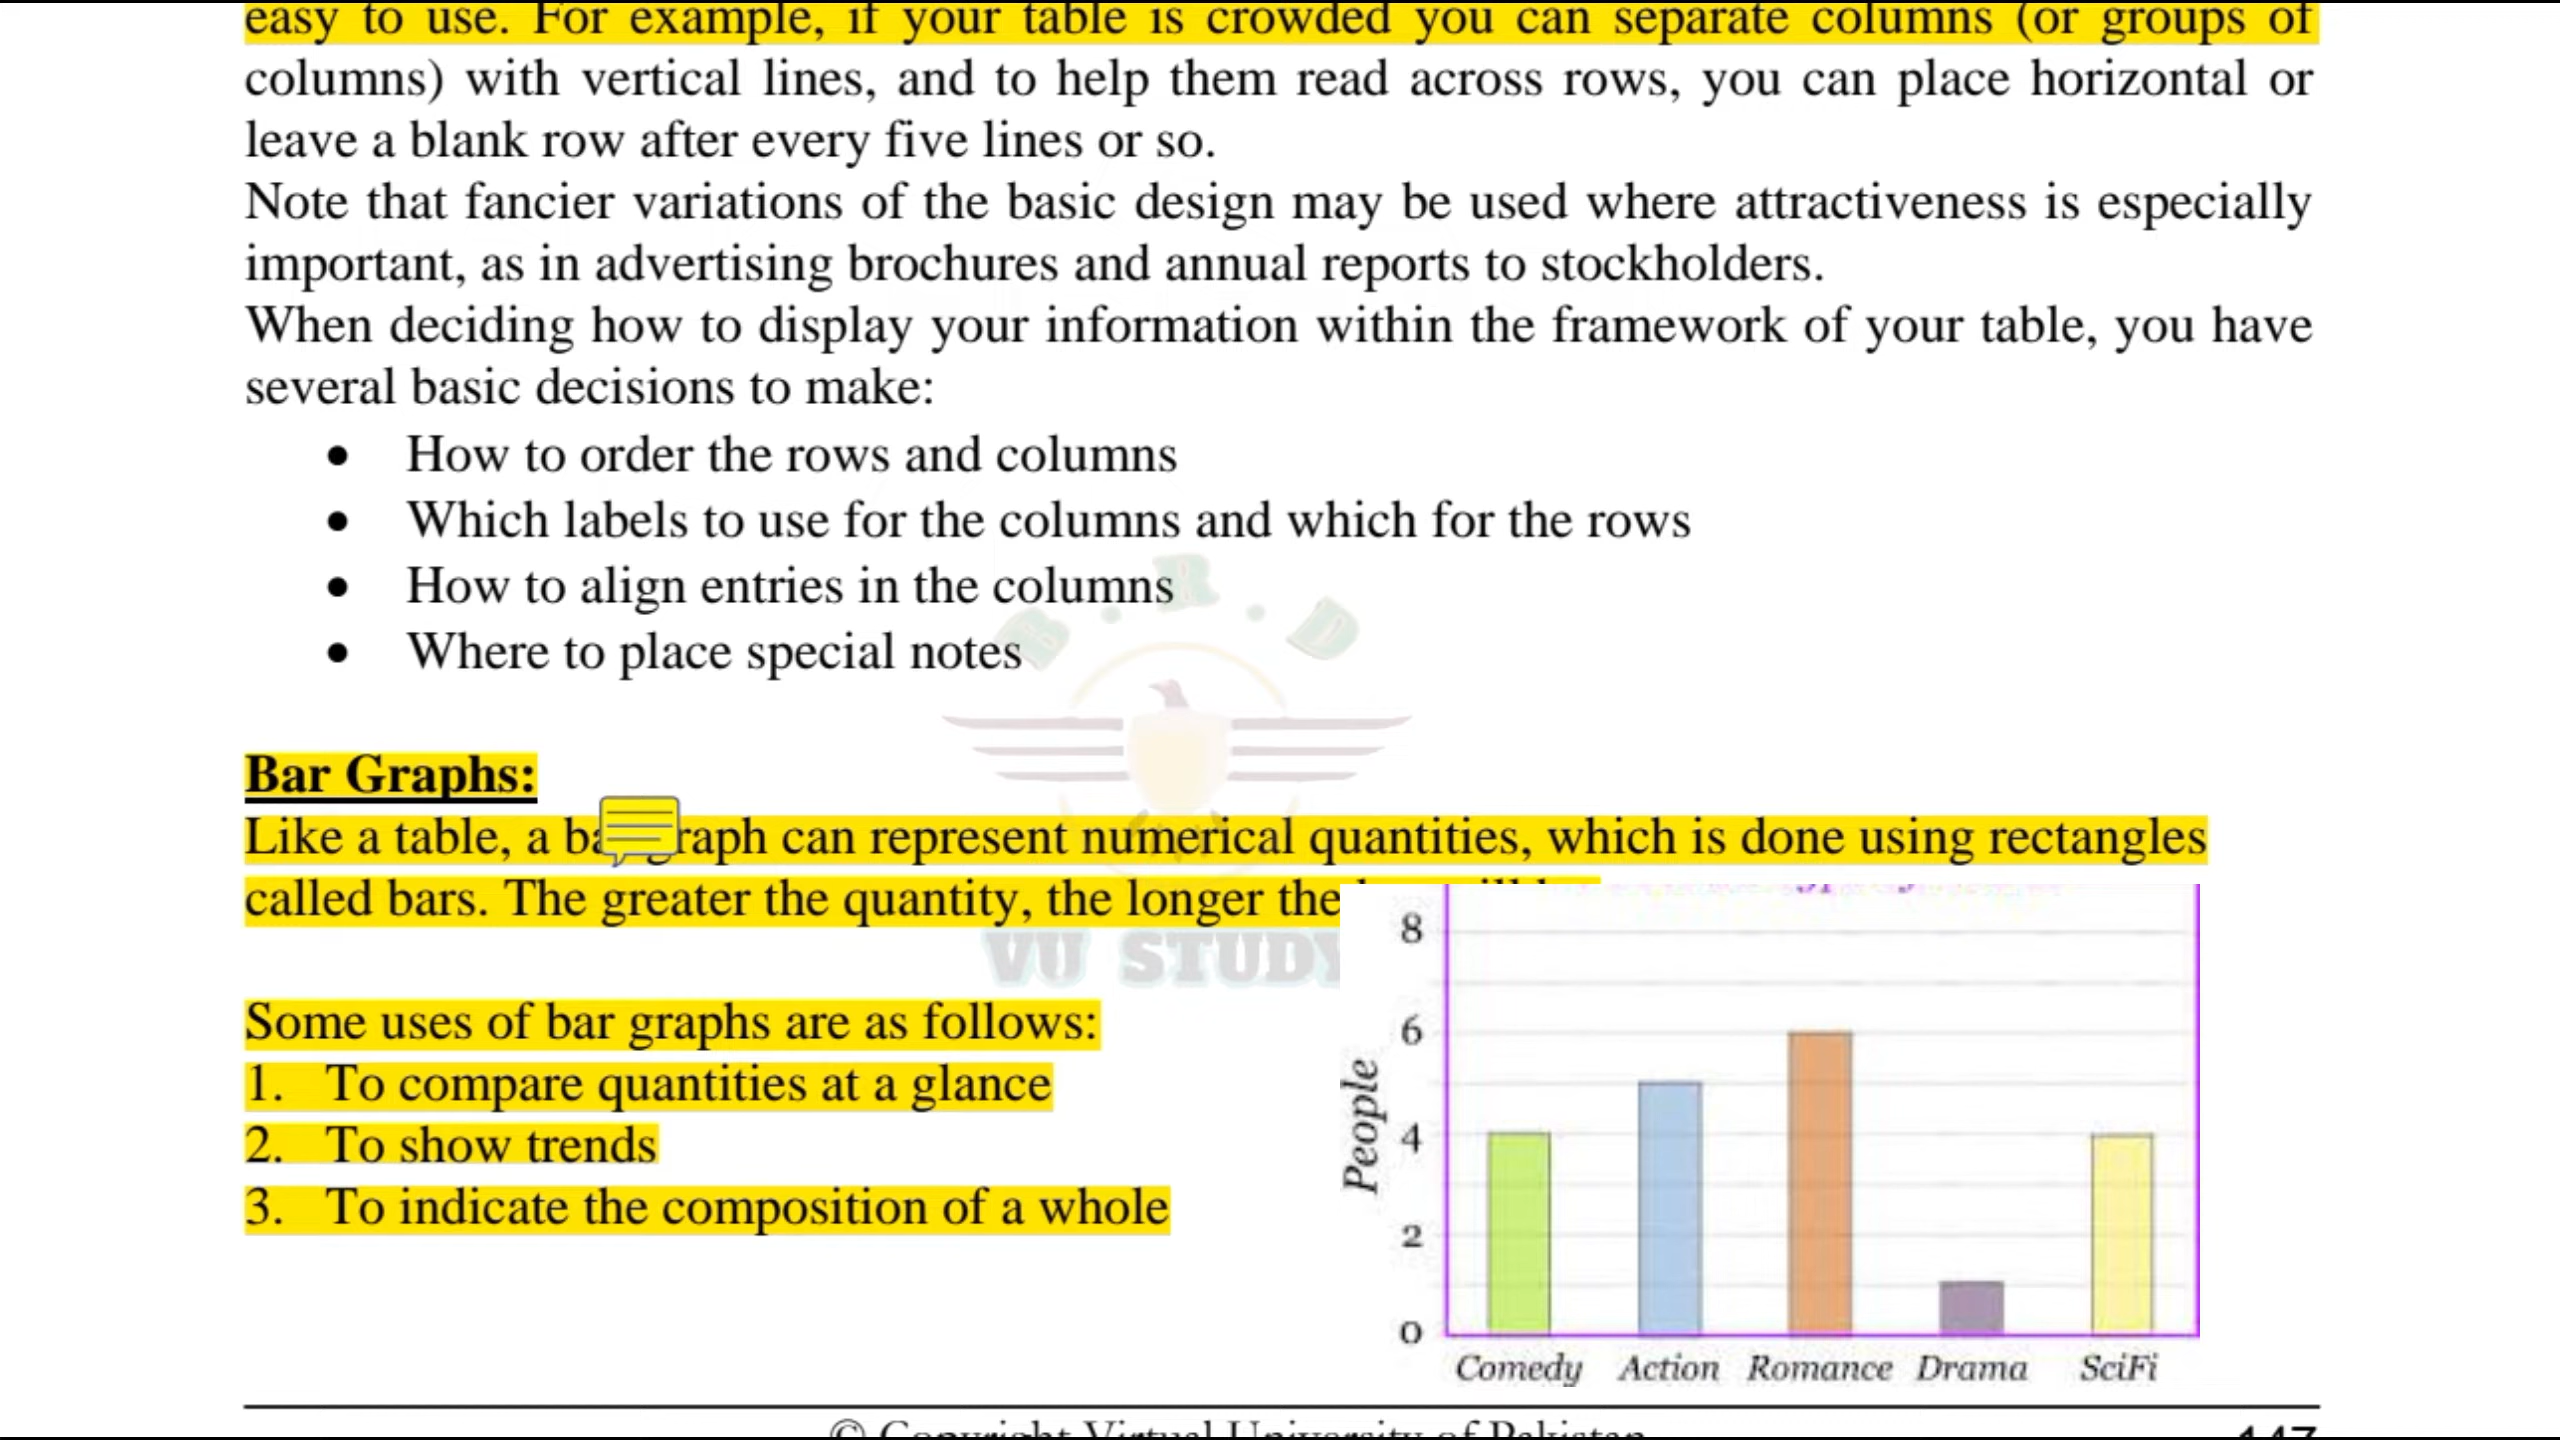 easy to use. For example, if your table is crowded you can separate columns (or groups of
columns) with vertical lines, and to help them read across rows, you can place horizontal or
leave a blank row after every five lines or so.
Note that fancier variations of the basic design may be used where attractiveness is especially
important, as in advertising brochures and annual reports to stockholders.
When deciding how to display your information within the framework of your table, you have
several basic decisions to make:
• How to order the rows and columns
• Which labels to use for the columns and which for the rows
• How to align entries in the columns
• Where to place special notes
B.R.D
Bar Graphs:
Like a table, a can represent numerical quantities, which is done using rectangles
called bars. The greater the quantity, the longer the
VU STUDY
Some uses of bar graphs are as follows:
1. To compare quantities at a glance
2. To show trends
3. To indicate the composition of a whole
People
8
6
4
2
0
Comedy Action Romance Drama SciFi
© Copyright Virtual University of Pakistan 147